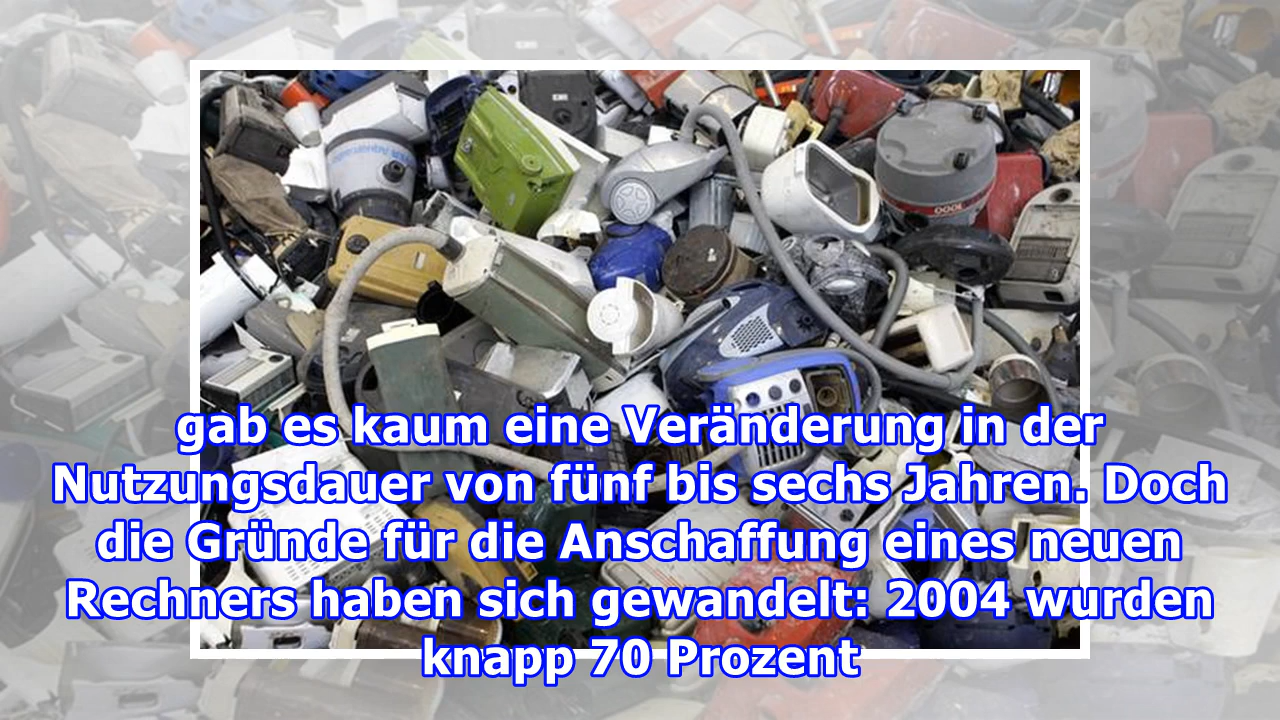 1000
gab es kaum eine Veränderung in der
Nutzungsdauer von fünf bis sechs Jahren. Doch
die Gründe für die Anschaffung eines neuen
Rechners haben sich gewandelt: 2004 wurden
knapp 70 Prozent